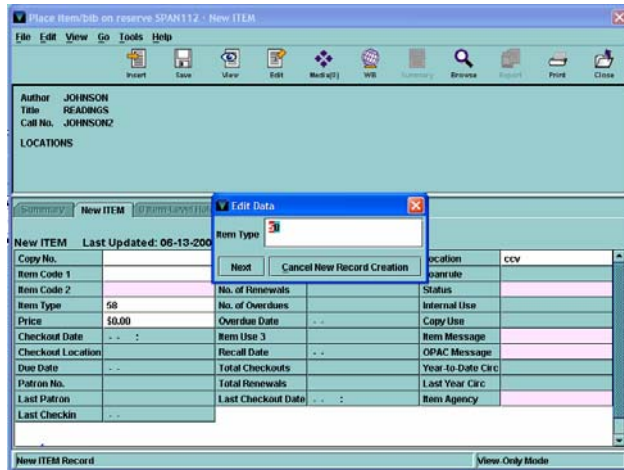 Place item/bib on reserve SPAN112 - New ITEM
File Edit View Go Tools Help
Insert Save View Edit Media(0) WB Summary Browse Export Print Close
Author JOHNSON
Title READINGS
Call No. JOHNSON2
LOCATIONS
Summary New ITEM
Edit Data
Item Type
Next Cancel New Record Creation
New ITEM Last Updated: 06-13-200
Copy No. ocation ccv
Item Code 1 oanrule
Item Code 2 No. of Renewals Status
Item Type 58 No. of Overdues Internal Use
Price $0.00 Overdue Date - - Copy Use
Checkout Date - - : Item Use 3 Item Message
Checkout Location Recall Date - - OPAC Message
Due Date - - Total Checkouts Year-to-Date Circ
Patron No. Total Renewals Last Year Circ
Last Patron Last Checkout Date - - : Item Agency
Last Checkin - -
New ITEM Record View-Only Mode